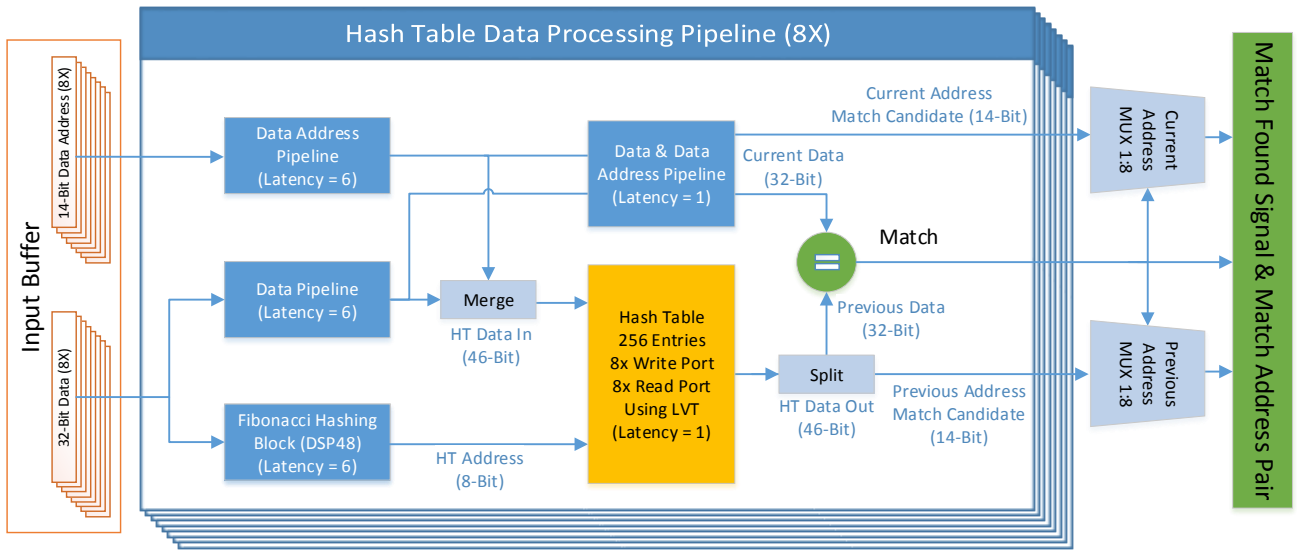 Hash Table Data Processing Pipeline (8X)
Input Buffer
14-Bit Data Address (8X)
32-Bit Data (8X)
Data Address
Pipeline
(Latency = 6)
Data Pipeline
(Latency = 6)
Fibonacci Hashing
Block (DSP48)
(Latency = 6)
Merge
HT Data In
(46-Bit)
HT Address
(8-Bit)
Data & Data
Address Pipeline
(Latency = 1)
Hash Table
256 Entries
8x Write Port
8x Read Port
Using LVT
(Latency = 1)
Current Address
Match Candidate (14-Bit)
Current Data
(32-Bit)
=
Match
Previous Data
(32-Bit)
Split
HT Data Out
(46-Bit)
Previous Address
Match Candidate
(14-Bit)
Current
Address
MUX 1:8
Previous
Address
MUX 1:8
Match Found Signal & Match Address Pair